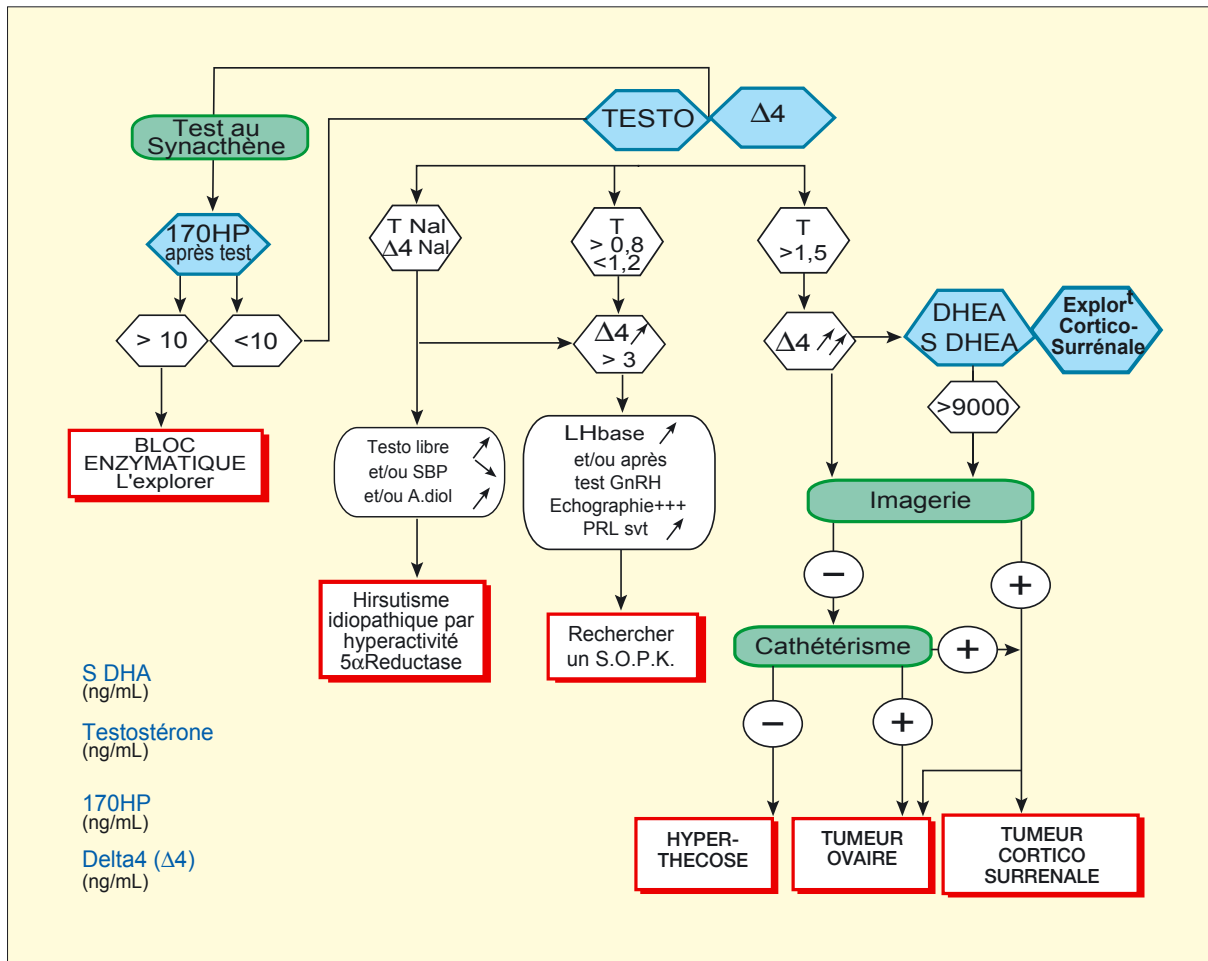 TESTO
Δ4
Test au
Synacthène
170HP
après test
> 10
<10
BLOC
ENZYMATIQUE
L'explorer
T Nal
Δ4 Nal
T
> 0,8
<1,2
T
>1,5
Δ4 ↗
> 3
Δ4 ↗↗
DHEA
S DHEA
Explorᵗ
Cortico-
Surrénale
>9000
Testo libre ↗
et/ou SBP ↘
et/ou A.diol ↗
LHbase ↗
et/ou après
test GnRH
Echographie+++
PRL svt ↗
Imagerie
−
+
Hirsutisme
idiopathique par
hyperactivité
5αReductase
Rechercher
un S.O.P.K.
Cathétérisme
+
−
+
HYPER-
THECOSE
TUMEUR
OVAIRE
TUMEUR
CORTICO
SURRENALE
S DHA
(ng/mL)
Testostérone
(ng/mL)
170HP
(ng/mL)
Delta4 (Δ4)
(ng/mL)